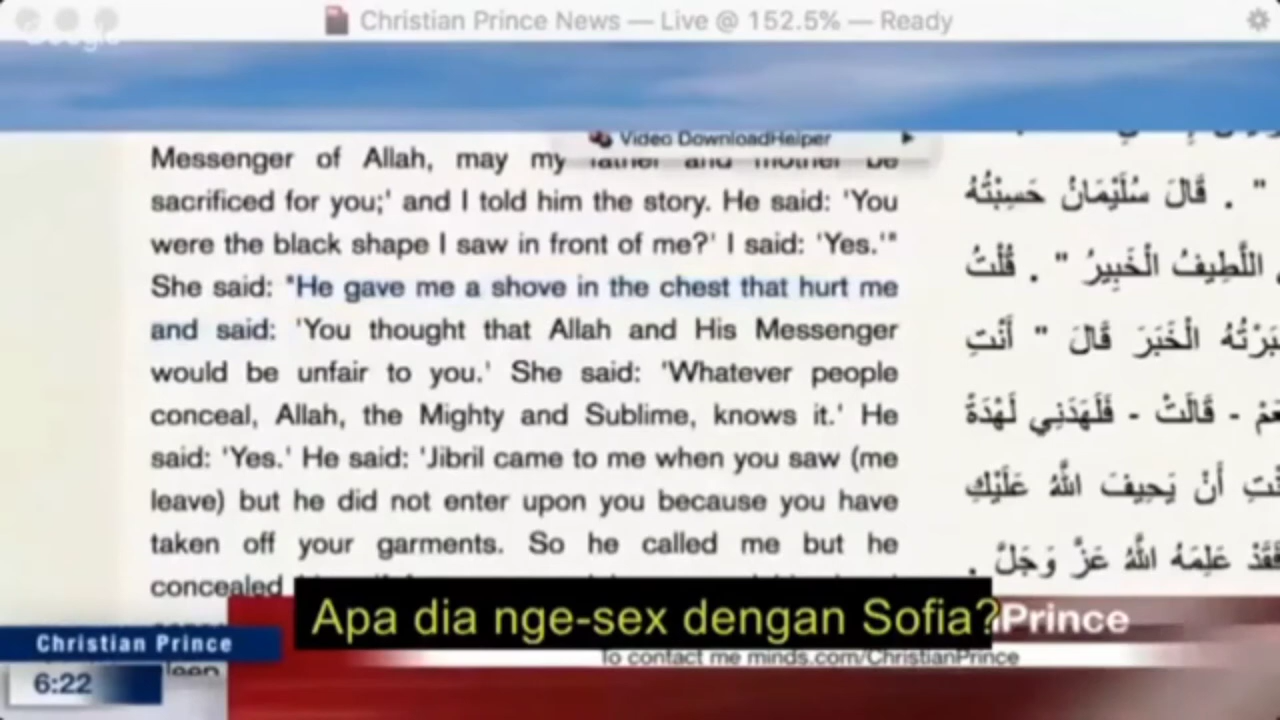 Christian Prince News — Live @ 152.5% — Ready
Google
Video DownloadHelper
Messenger of Allah, may my father and mother be
sacrificed for you;' and I told him the story. He said: 'You
were the black shape I saw in front of me?' I said: 'Yes.'"
She said: "He gave me a shove in the chest that hurt me
and said: 'You thought that Allah and His Messenger
would be unfair to you.' She said: 'Whatever people
conceal, Allah, the Mighty and Sublime, knows it.' He
said: 'Yes.' He said: 'Jibril came to me when you saw (me
leave) but he did not enter upon you because you have
taken off your garments. So he called me but he
concealed
" . قَالَ سُلَيْمَانُ حَسِبْتُهُ
اللَّطِيفُ الْخَبِيرُ " . قُلْتُ
الْخَبَرَ قَالَ " أَنْتِ
- قَالَتْ - فَلَهَدَنِي لَهْدَةً
أَنْ يَحِيفَ اللَّهُ عَلَيْكِ
فَقَدْ عَلِمَهُ اللَّهُ عَزَّ وَجَلَّ .
Apa dia nge-sex dengan Sofia?
Prince
Christian Prince
To contact me minds.com/ChristianPrince
6:22